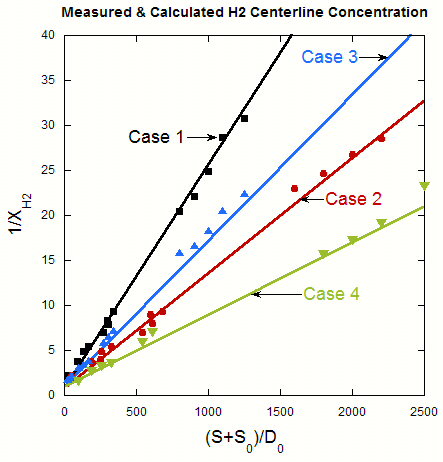 Measured & Calculated H2 Centerline Concentration
40
35
30
25
20
15
10
5
0
1/X_H2
Case 3
Case 1
Case 2
Case 4
0 500 1000 1500 2000 2500
(S+S_0)/D_0